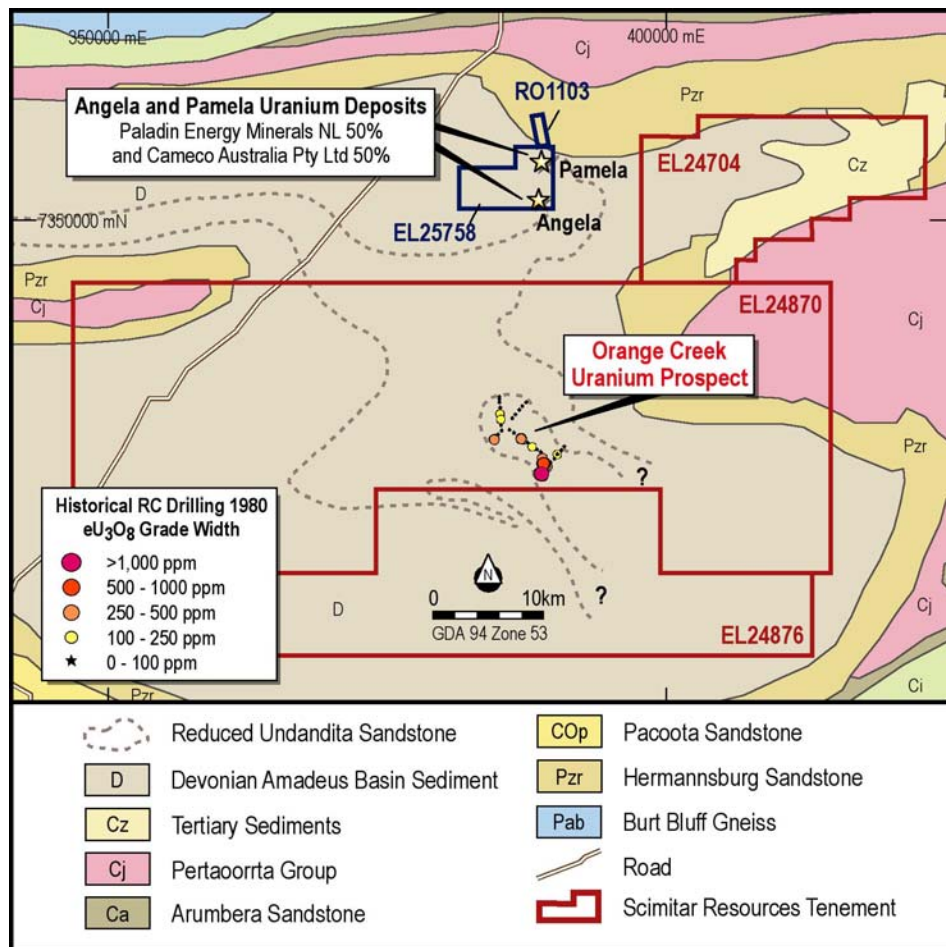 350000 mE
400000 mE
Cj
Pzr
RO1103
Angela and Pamela Uranium Deposits
Paladin Energy Minerals NL 50%
and Cameco Australia Pty Ltd 50%
EL24704
Cz
Pamela
D
7350000 mN
Angela
EL25758
Pzr
Cj
EL24870
Cj
Orange Creek
Uranium Prospect
Pzr
?
Historical RC Drilling 1980
eU3O8 Grade Width
>1,000 ppm
500 - 1000 ppm
250 - 500 ppm
100 - 250 ppm
0 - 100 ppm
N
0 10km
GDA 94 Zone 53
D
?
EL24876
Cj
Pzr
Ci
Reduced Undandita Sandstone
D Devonian Amadeus Basin Sediment
Cz Tertiary Sediments
Cj Pertaoorrta Group
Ca Arumbera Sandstone
COp Pacoota Sandstone
Pzr Hermannsburg Sandstone
Pab Burt Bluff Gneiss
Road
Scimitar Resources Tenement